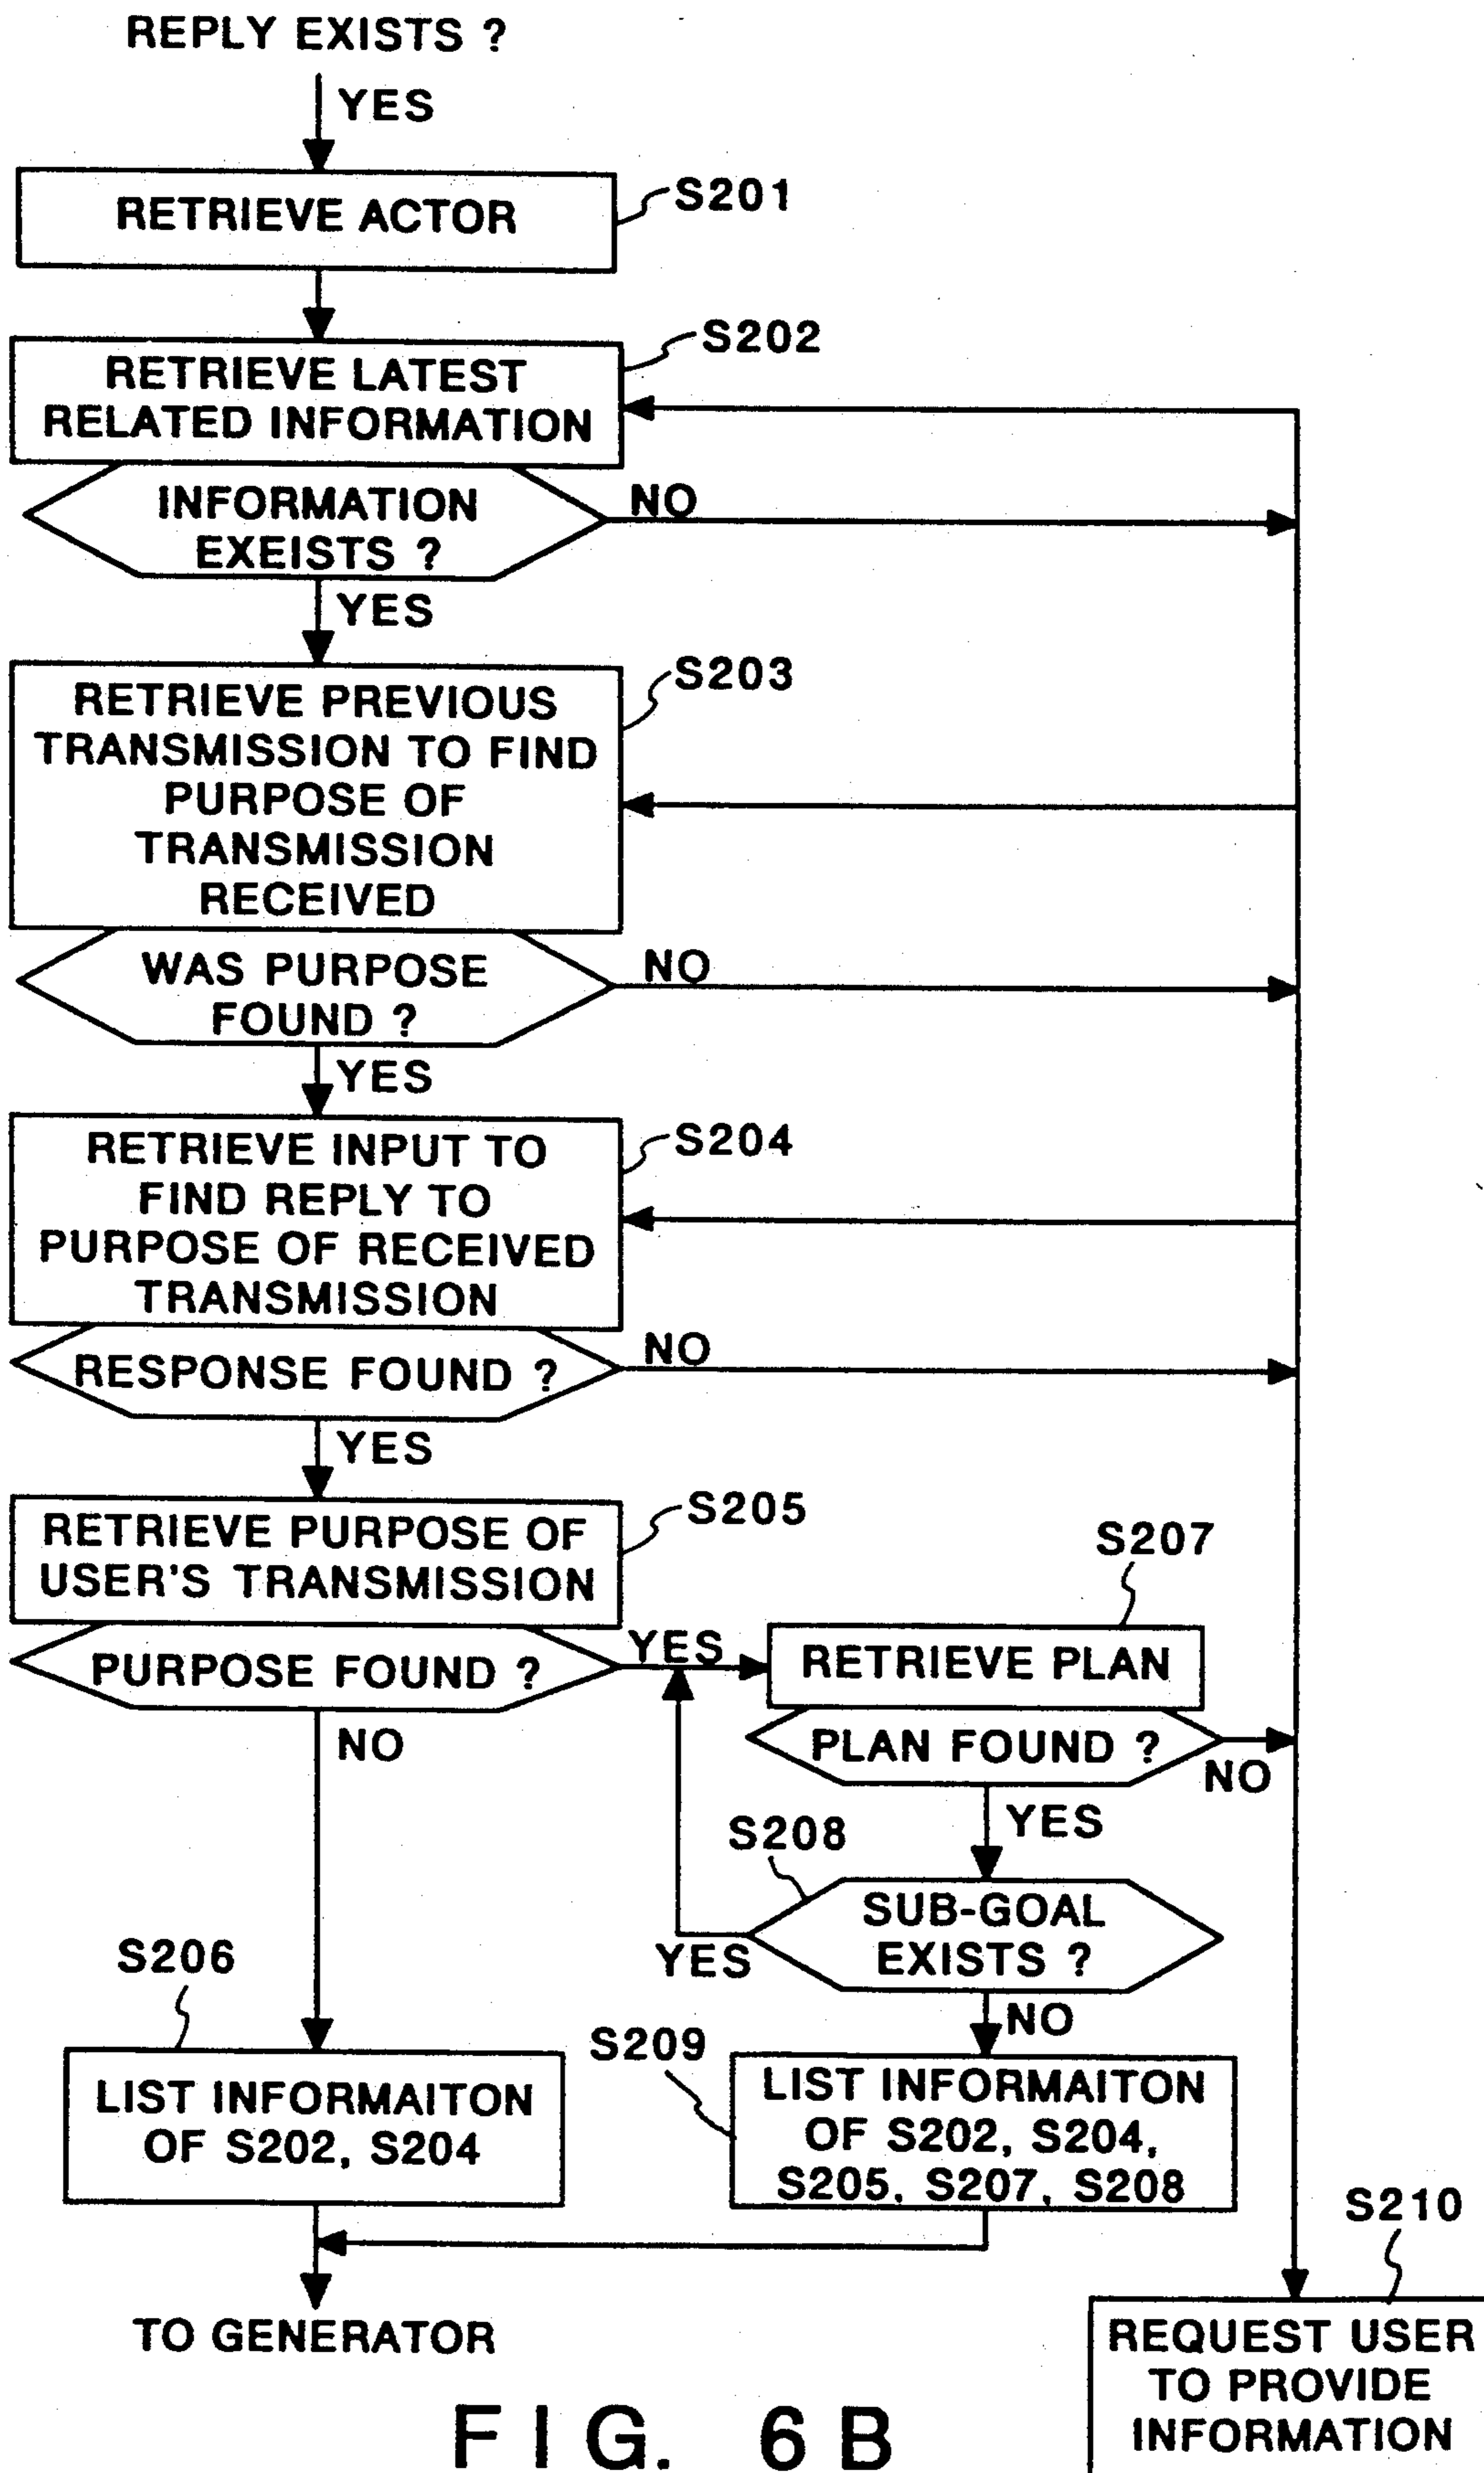 REPLY EXISTS ?
YES
RETRIEVE ACTOR
S201
RETRIEVE LATEST
RELATED INFORMATION
S202
INFORMATION
EXEISTS ?
NO
YES
RETRIEVE PREVIOUS
TRANSMISSION TO FIND
PURPOSE OF
TRANSMISSION
RECEIVED
S203
WAS PURPOSE
FOUND ?
NO
YES
RETRIEVE INPUT TO
FIND REPLY TO
PURPOSE OF RECEIVED
TRANSMISSION
S204
RESPONSE FOUND ?
NO
YES
RETRIEVE PURPOSE OF
USER'S TRANSMISSION
S205
PURPOSE FOUND ?
YES
NO
S207
RETRIEVE PLAN
PLAN FOUND ?
NO
YES
S208
SUB-GOAL
EXISTS ?
YES
NO
S206
LIST INFORMAITON
OF S202, S204
S209
LIST INFORMAITON
OF S202, S204,
S205, S207, S208
TO GENERATOR
S210
REQUEST USER
TO PROVIDE
INFORMATION
FIG. 6B